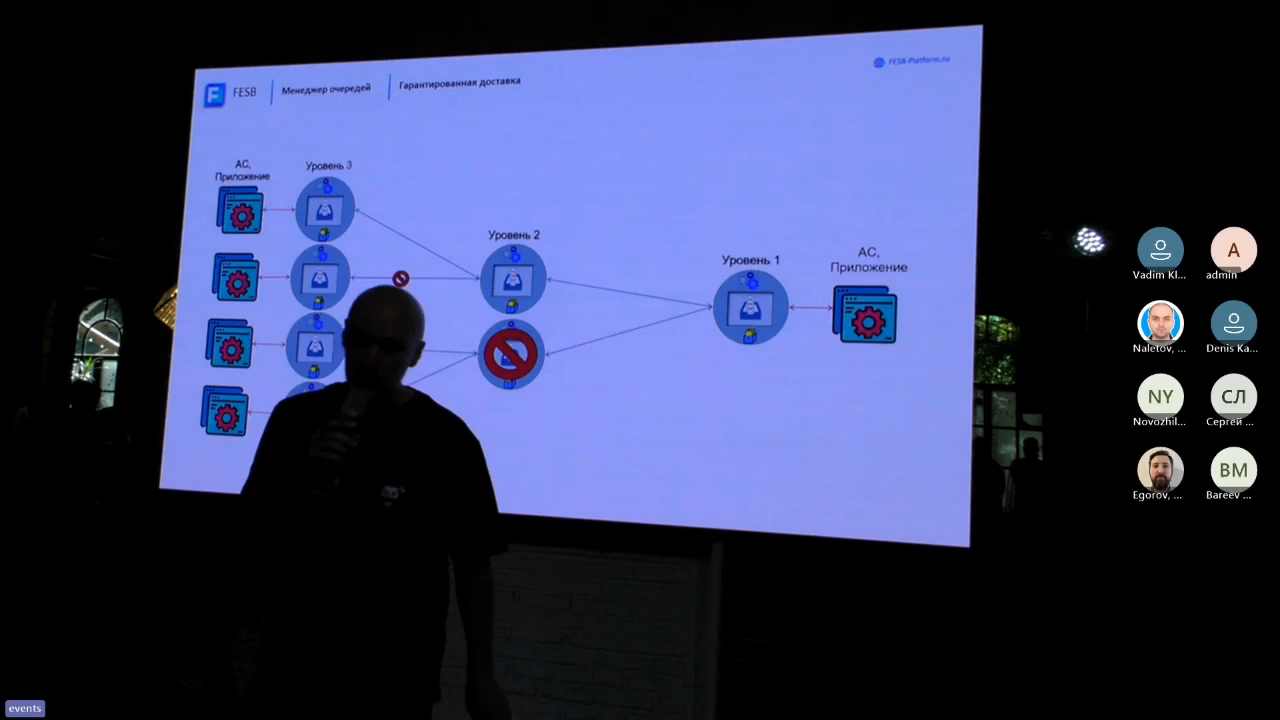 FESB
Менеджер очередей
Гарантированная доставка
FESB-Platform.ru
АС,
Приложение
Уровень 3
Уровень 2
Уровень 1
АС,
Приложение
Vadim Kl...
admin
Naletov, ...
Denis Ka...
NY
Novozhil...
СЛ
Сергей ...
Egorov, ...
BM
Bareev ...
A
events